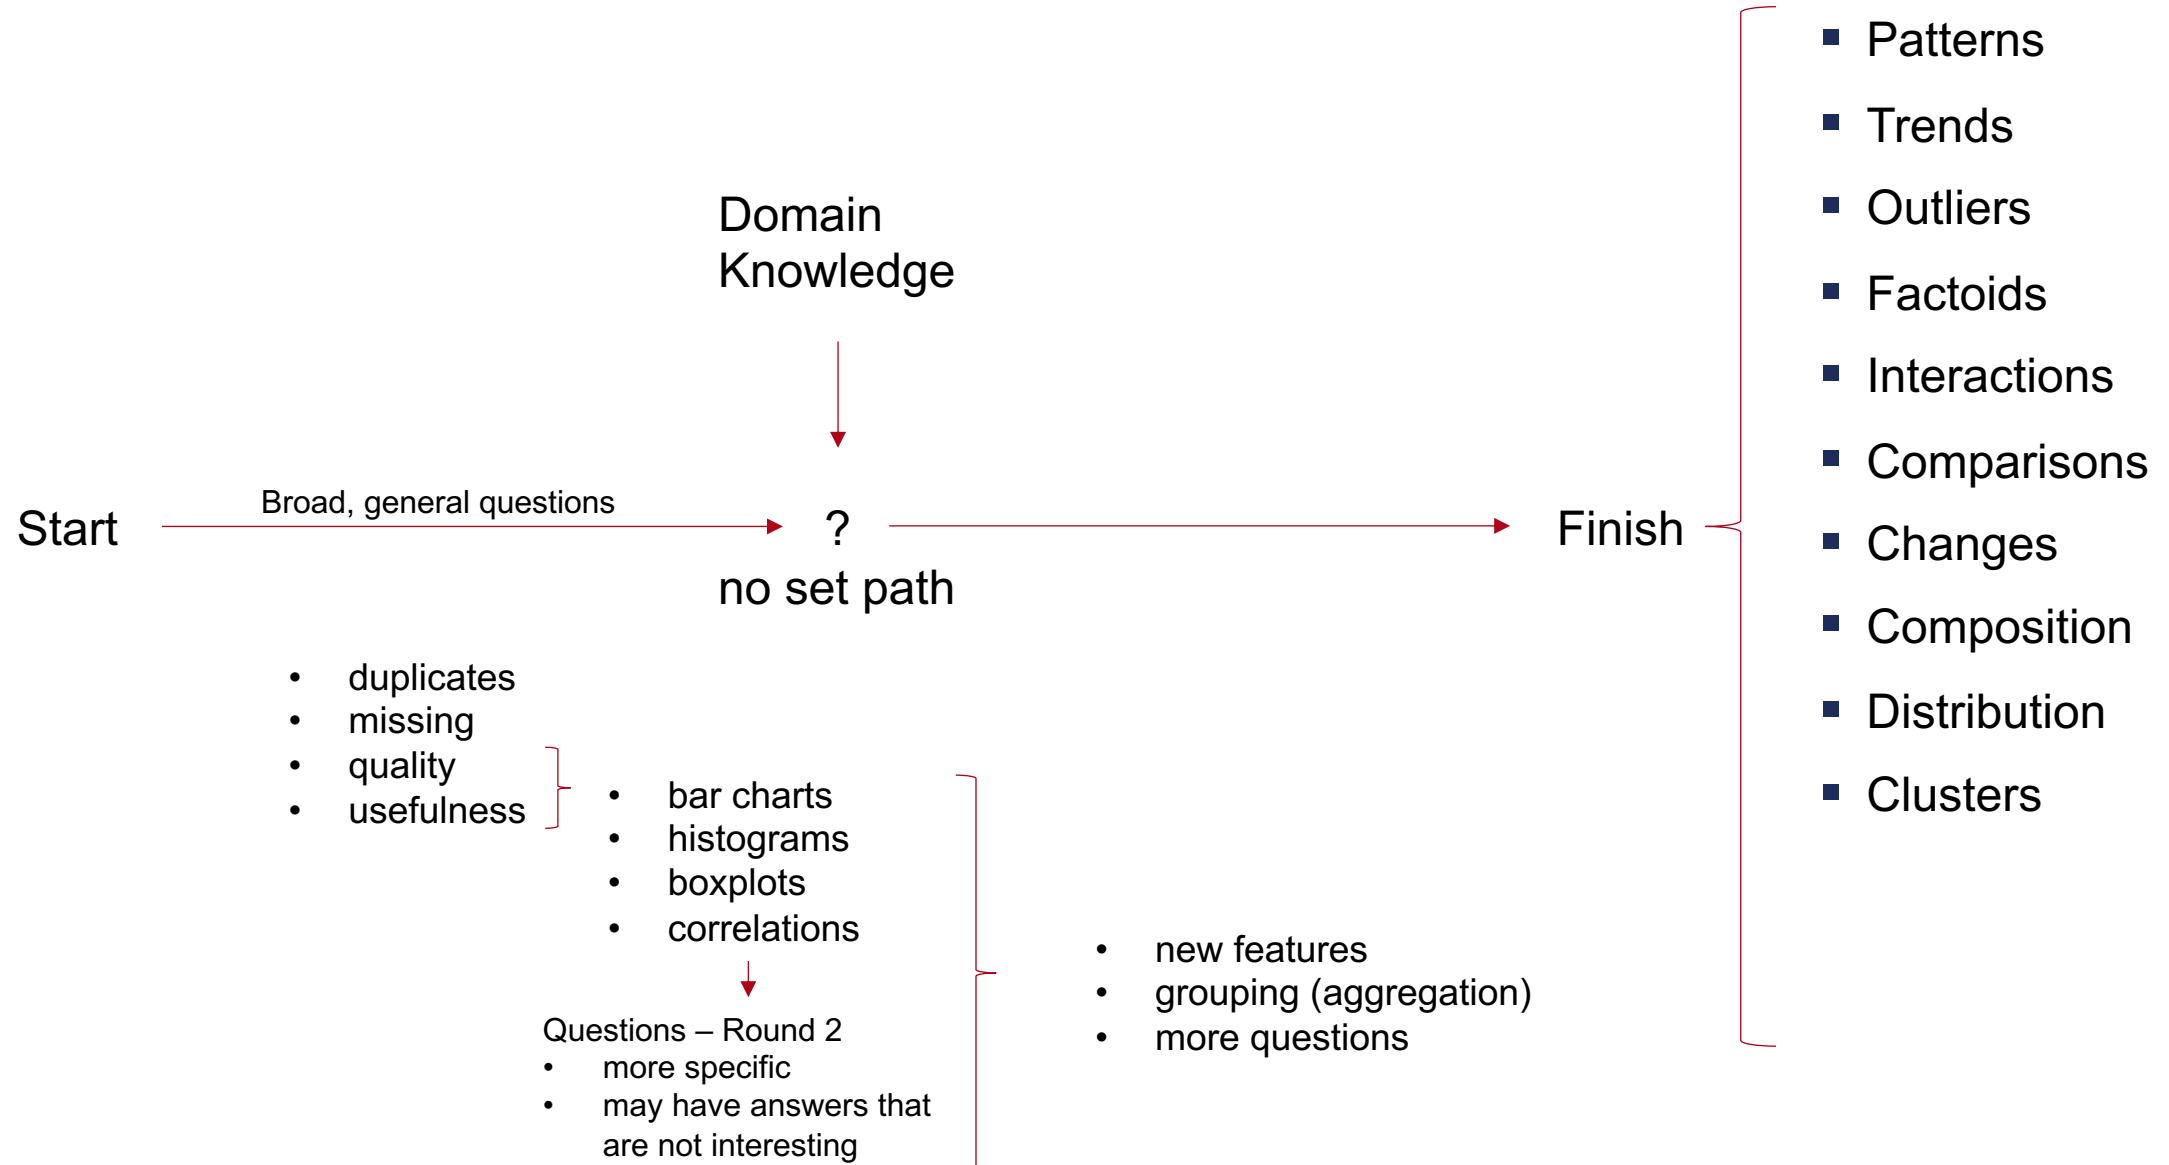 Domain
Knowledge
Start
Broad, general questions
?
no set path
Finish
▪ Patterns
▪ Trends
▪ Outliers
▪ Factoids
▪ Interactions
▪ Comparisons
▪ Changes
▪ Composition
▪ Distribution
▪ Clusters
• duplicates
• missing
• quality
• usefulness
• bar charts
• histograms
• boxplots
• correlations
Questions – Round 2
• more specific
• may have answers that
are not interesting
• new features
• grouping (aggregation)
• more questions